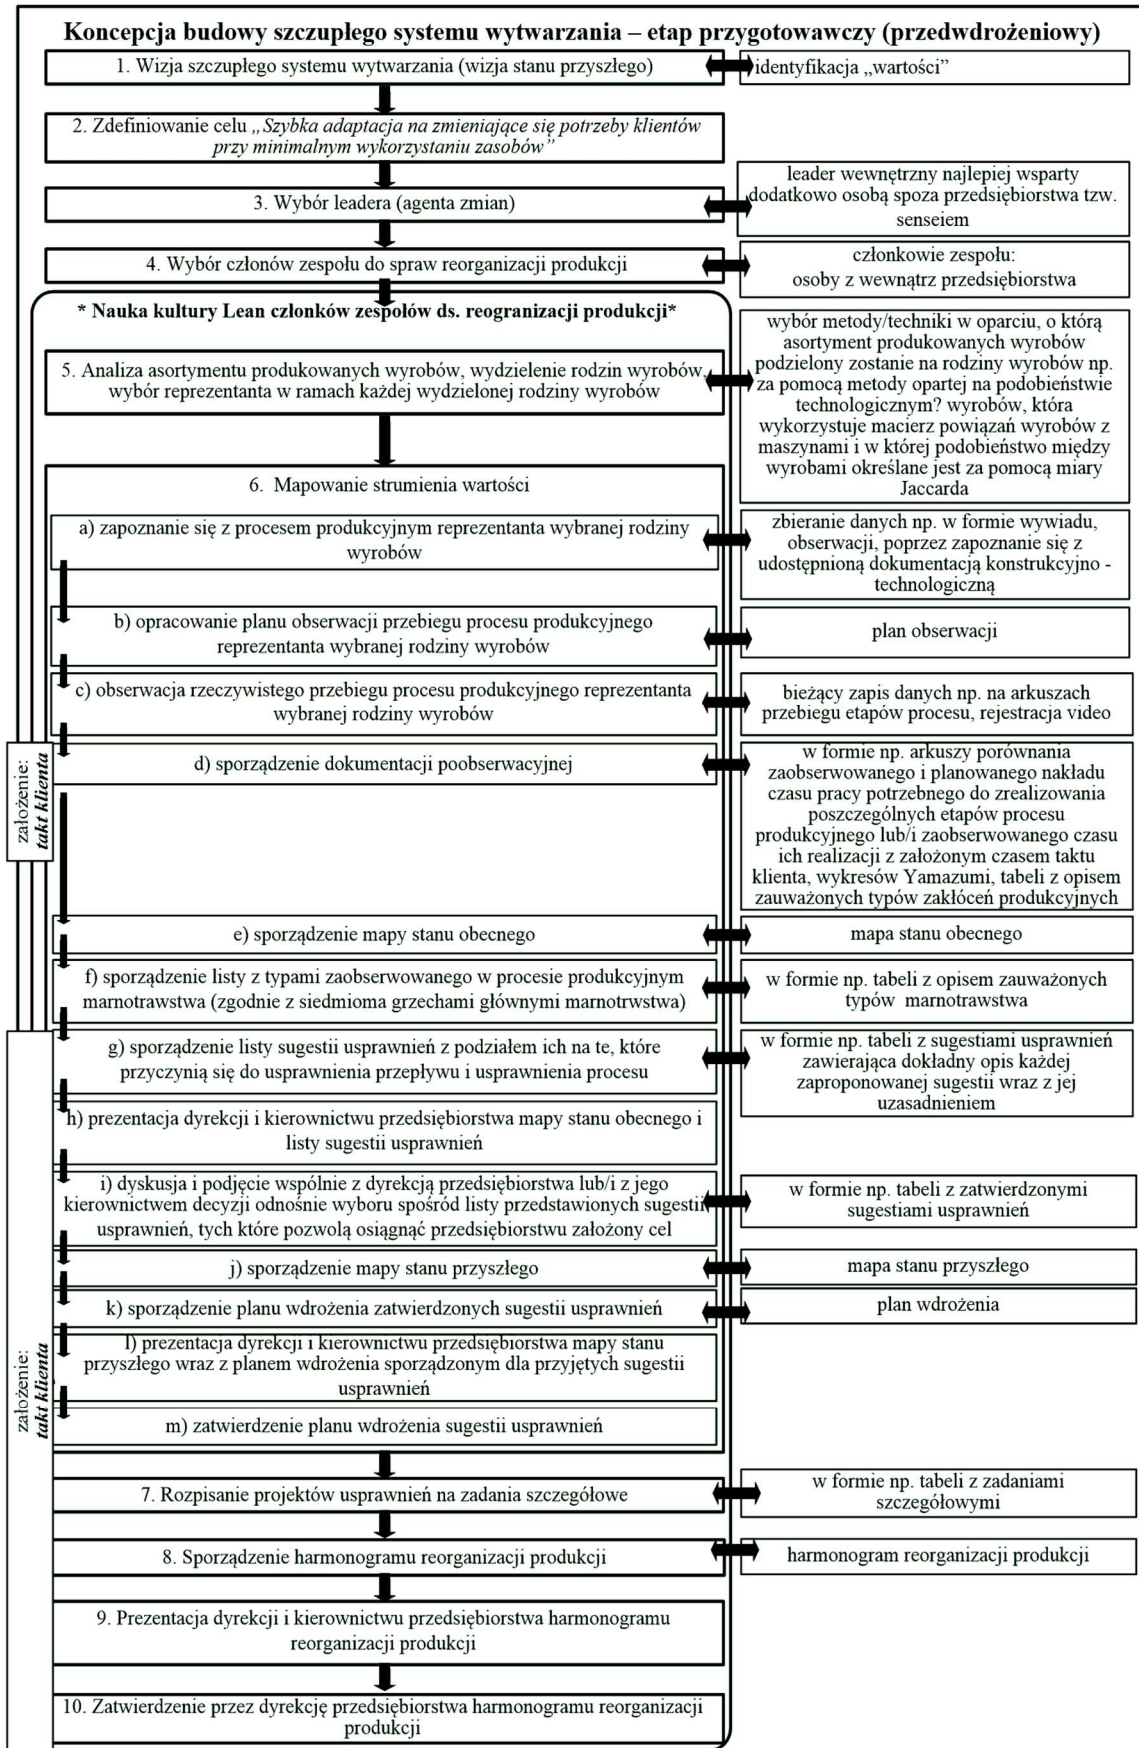 Koncepcja budowy szczupłego systemu wytwarzania – etap przygotowawczy (przedwdrożeniowy)
1. Wizja szczupłego systemu wytwarzania (wizja stanu przyszłego)
identyfikacja „wartości”
2. Zdefiniowanie celu „Szybka adaptacja na zmieniające się potrzeby klientów
przy minimalnym wykorzystaniu zasobów”
3. Wybór leadera (agenta zmian)
leader wewnętrzny najlepiej wsparty
dodatkowo osobą spoza przedsiębiorstwa tzw.
senseiem
4. Wybór członów zespołu do spraw reorganizacji produkcji
członkowie zespołu:
osoby z wewnątrz przedsiębiorstwa
* Nauka kultury Lean członków zespołów ds. reogranizacji produkcji*
5. Analiza asortymentu produkowanych wyrobów, wydzielenie rodzin wyrobów,
wybór reprezentanta w ramach każdej wydzielonej rodziny wyrobów
wybór metody/techniki w oparciu, o którą
asortyment produkowanych wyrobów
podzielony zostanie na rodziny wyrobów np.
za pomocą metody opartej na podobieństwie
technologicznym? wyrobów, która
wykorzystuje macierz powiązań wyrobów z
maszynami i w której podobieństwo między
wyrobami określane jest za pomocą miary
Jaccarda
6. Mapowanie strumienia wartości
a) zapoznanie się z procesem produkcyjnym reprezentanta wybranej rodziny
wyrobów
zbieranie danych np. w formie wywiadu,
obserwacji, poprzez zapoznanie się z
udostępnioną dokumentacją konstrukcyjno -
technologiczną
b) opracowanie planu obserwacji przebiegu procesu produkcyjnego
reprezentanta wybranej rodziny wyrobów
plan obserwacji
c) obserwacja rzeczywistego przebiegu procesu produkcyjnego reprezentanta
wybranej rodziny wyrobów
bieżący zapis danych np. na arkuszach
przebiegu etapów procesu, rejestracja video
założenie:
takt klienta
d) sporządzenie dokumentacji poobserwacyjnej
w formie np. arkuszy porównania
zaobserwowanego i planowanego nakładu
czasu pracy potrzebnego do zrealizowania
poszczególnych etapów procesu
produkcyjnego lub/i zaobserwowanego czasu
ich realizacji z założonym czasem taktu
klienta, wykresów Yamazumi, tabeli z opisem
zauważonych typów zakłóceń produkcyjnych
e) sporządzenie mapy stanu obecnego
mapa stanu obecnego
f) sporządzenie listy z typami zaobserwowanego w procesie produkcyjnym
marnotrawstwa (zgodnie z siedmioma grzechami głównymi marnotrwstwa)
w formie np. tabeli z opisem zauważonych
typów marnotrawstwa
g) sporządzenie listy sugestii usprawnień z podziałem ich na te, które
przyczynią się do usprawnienia przepływu i usprawnienia procesu
w formie np. tabeli z sugestiami usprawnień
zawierająca dokładny opis każdej
zaproponowanej sugestii wraz z jej
uzasadnieniem
h) prezentacja dyrekcji i kierownictwu przedsiębiorstwa mapy stanu obecnego i
listy sugestii usprawnień
i) dyskusja i podjęcie wspólnie z dyrekcją przedsiębiorstwa lub/i z jego
kierownictwem decyzji odnośnie wyboru spośród listy przedstawionych sugestii
usprawnień, tych które pozwolą osiągnąć przedsiębiorstwu założony cel
w formie np. tabeli z zatwierdzonymi
sugestiami usprawnień
j) sporządzenie mapy stanu przyszłego
mapa stanu przyszłego
k) sporządzenie planu wdrożenia zatwierdzonych sugestii usprawnień
plan wdrożenia
l) prezentacja dyrekcji i kierownictwu przedsiębiorstwa mapy stanu
przyszłego wraz z planem wdrożenia sporządzonym dla przyjętych sugestii
usprawnień
założenie:
takt klienta
m) zatwierdzenie planu wdrożenia sugestii usprawnień
7. Rozpisanie projektów usprawnień na zadania szczegółowe
w formie np. tabeli z zadaniami
szczegółowymi
8. Sporządzenie harmonogramu reorganizacji produkcji
harmonogram reorganizacji produkcji
9. Prezentacja dyrekcji i kierownictwu przedsiębiorstwa harmonogramu
reorganizacji produkcji
10. Zatwierdzenie przez dyrekcję przedsiębiorstwa harmonogramu reorganizacji
produkcji